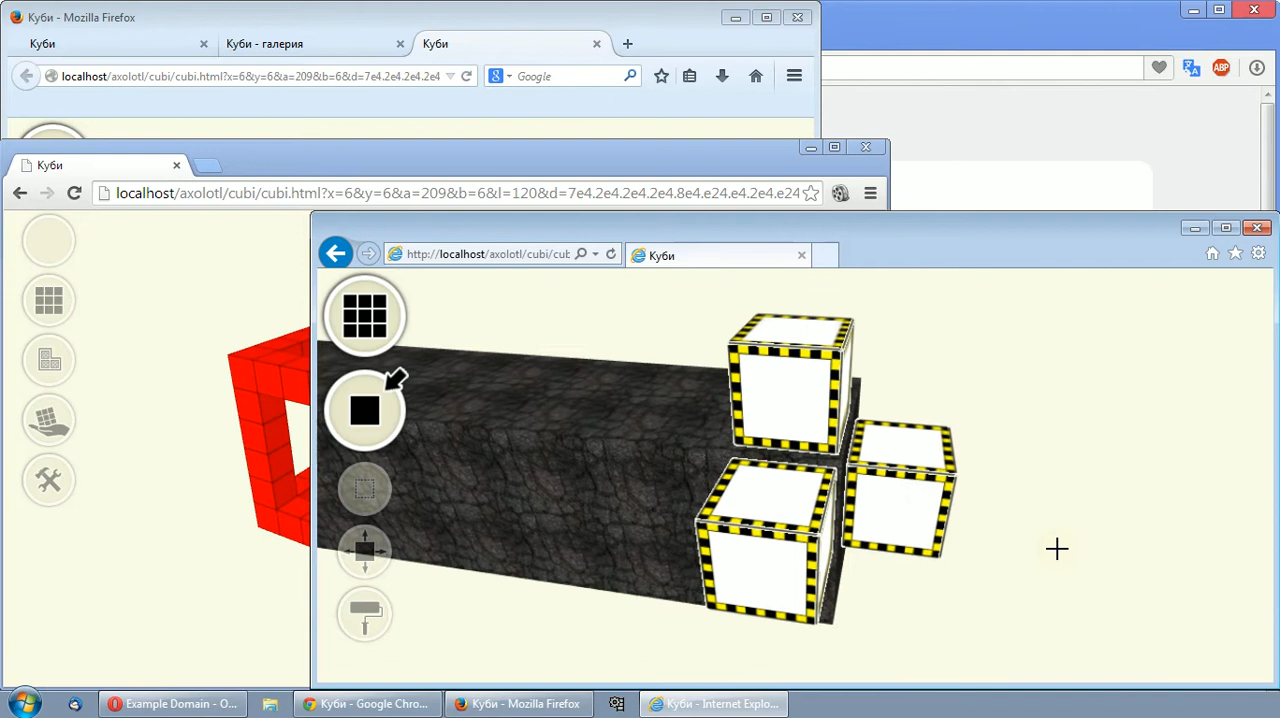 Куби - Mozilla Firefox
Куби
Куби - галерия
Куби
localhost/axolotl/cubi/cubi.html?x=6&y=6&a=209&b=6&d=7e4.2e4.2e4.2e4
Google
ABP
Куби
localhost/axolotl/cubi/cubi.html?x=6&y=6&a=209&b=6&l=120&d=7e4.2e4.2e4.2e4.8e4.e24.e4.2e4.e24
http://localhost/axolotl/cubi/cub
Куби
Example Domain - O...
Куби - Google Chro...
Куби - Mozilla Firefox
Куби - Internet Explo...